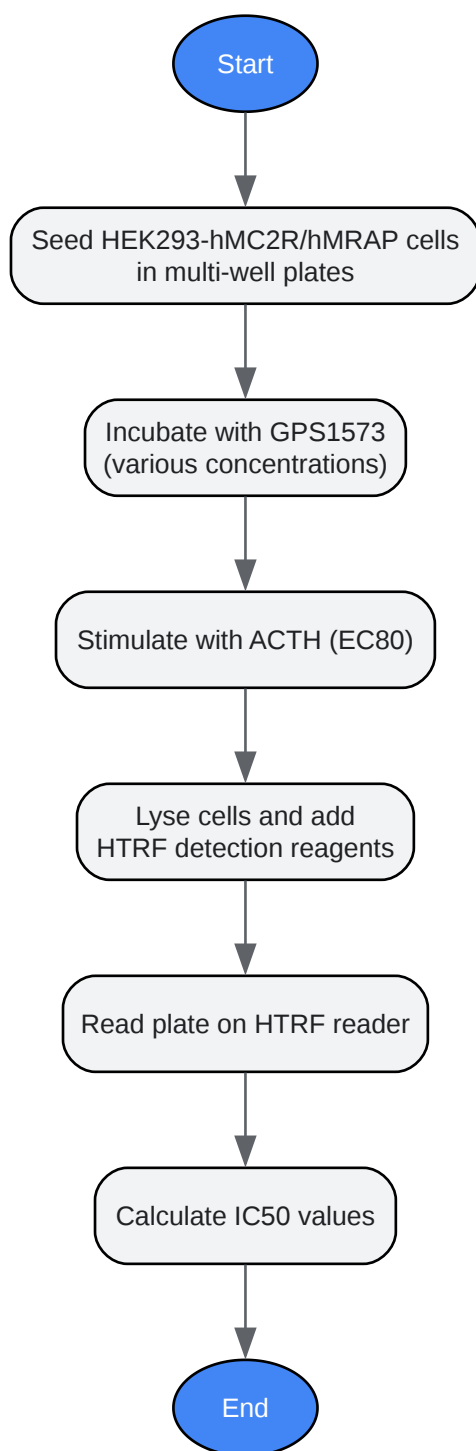 Start
Seed HEK293-hMC2R/hMRAP cells
in multi-well plates
Incubate with GPS1573
(various concentrations)
Stimulate with ACTH (EC80)
Lyse cells and add
HTRF detection reagents
Read plate on HTRF reader
Calculate IC50 values
End